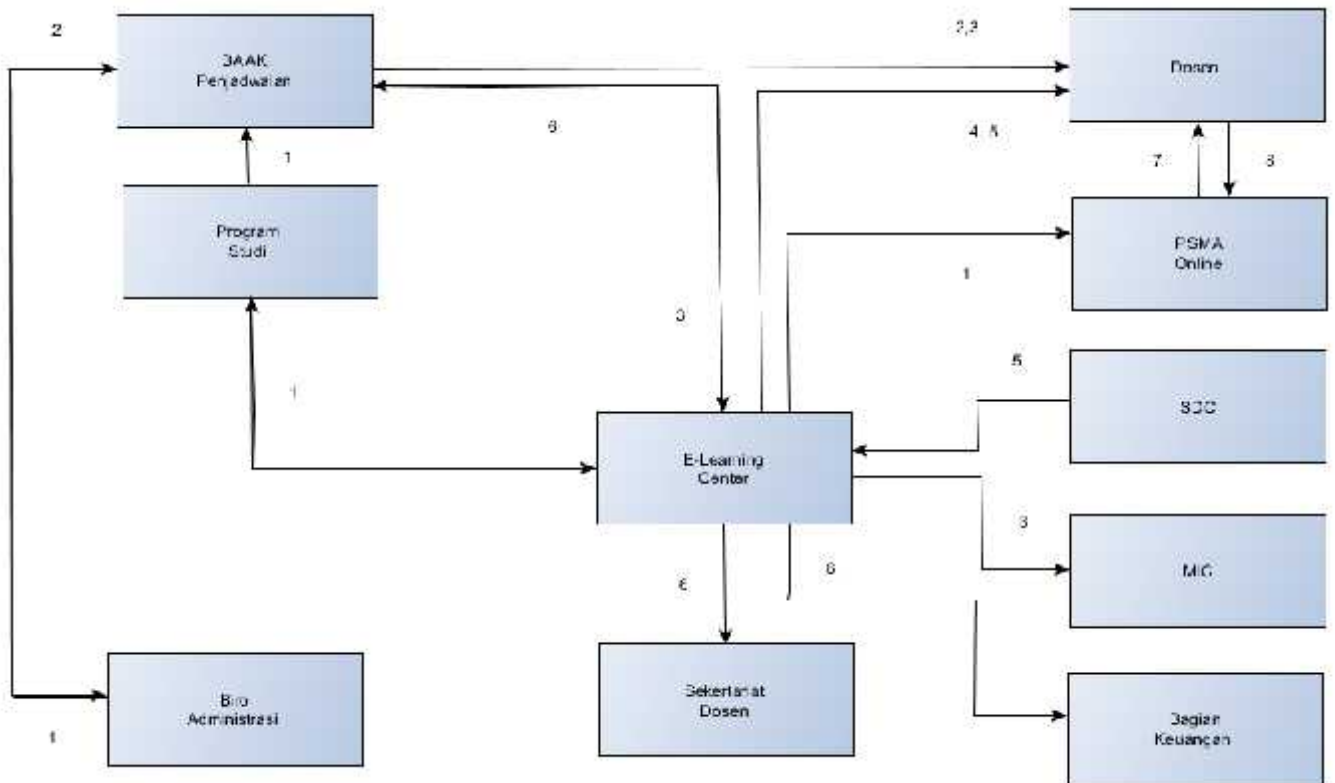 2
BAAK
Penjadwalan
2,3
Dosen
6
4, 5
1
7
8
Program
Studi
PSMA
Online
1
3
5
1
SDC
E-Learning
Center
3
6
6
MIC
Biro
Administrasi
Sekertariat
Dosen
Bagian
Keuangan
1